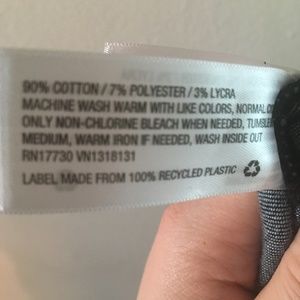 90% COTTON / 7% POLYESTER / 3% LYCRA
MACHINE WASH WARM WITH LIKE COLORS, NORMAL
ONLY NON-CHLORINE BLEACH WHEN NEEDED, TUMBLE
MEDIUM, WARM IRON IF NEEDED, WASH INSIDE OUT
RN17730 VN1318131
LABEL MADE FROM 100% RECYCLED PLASTIC